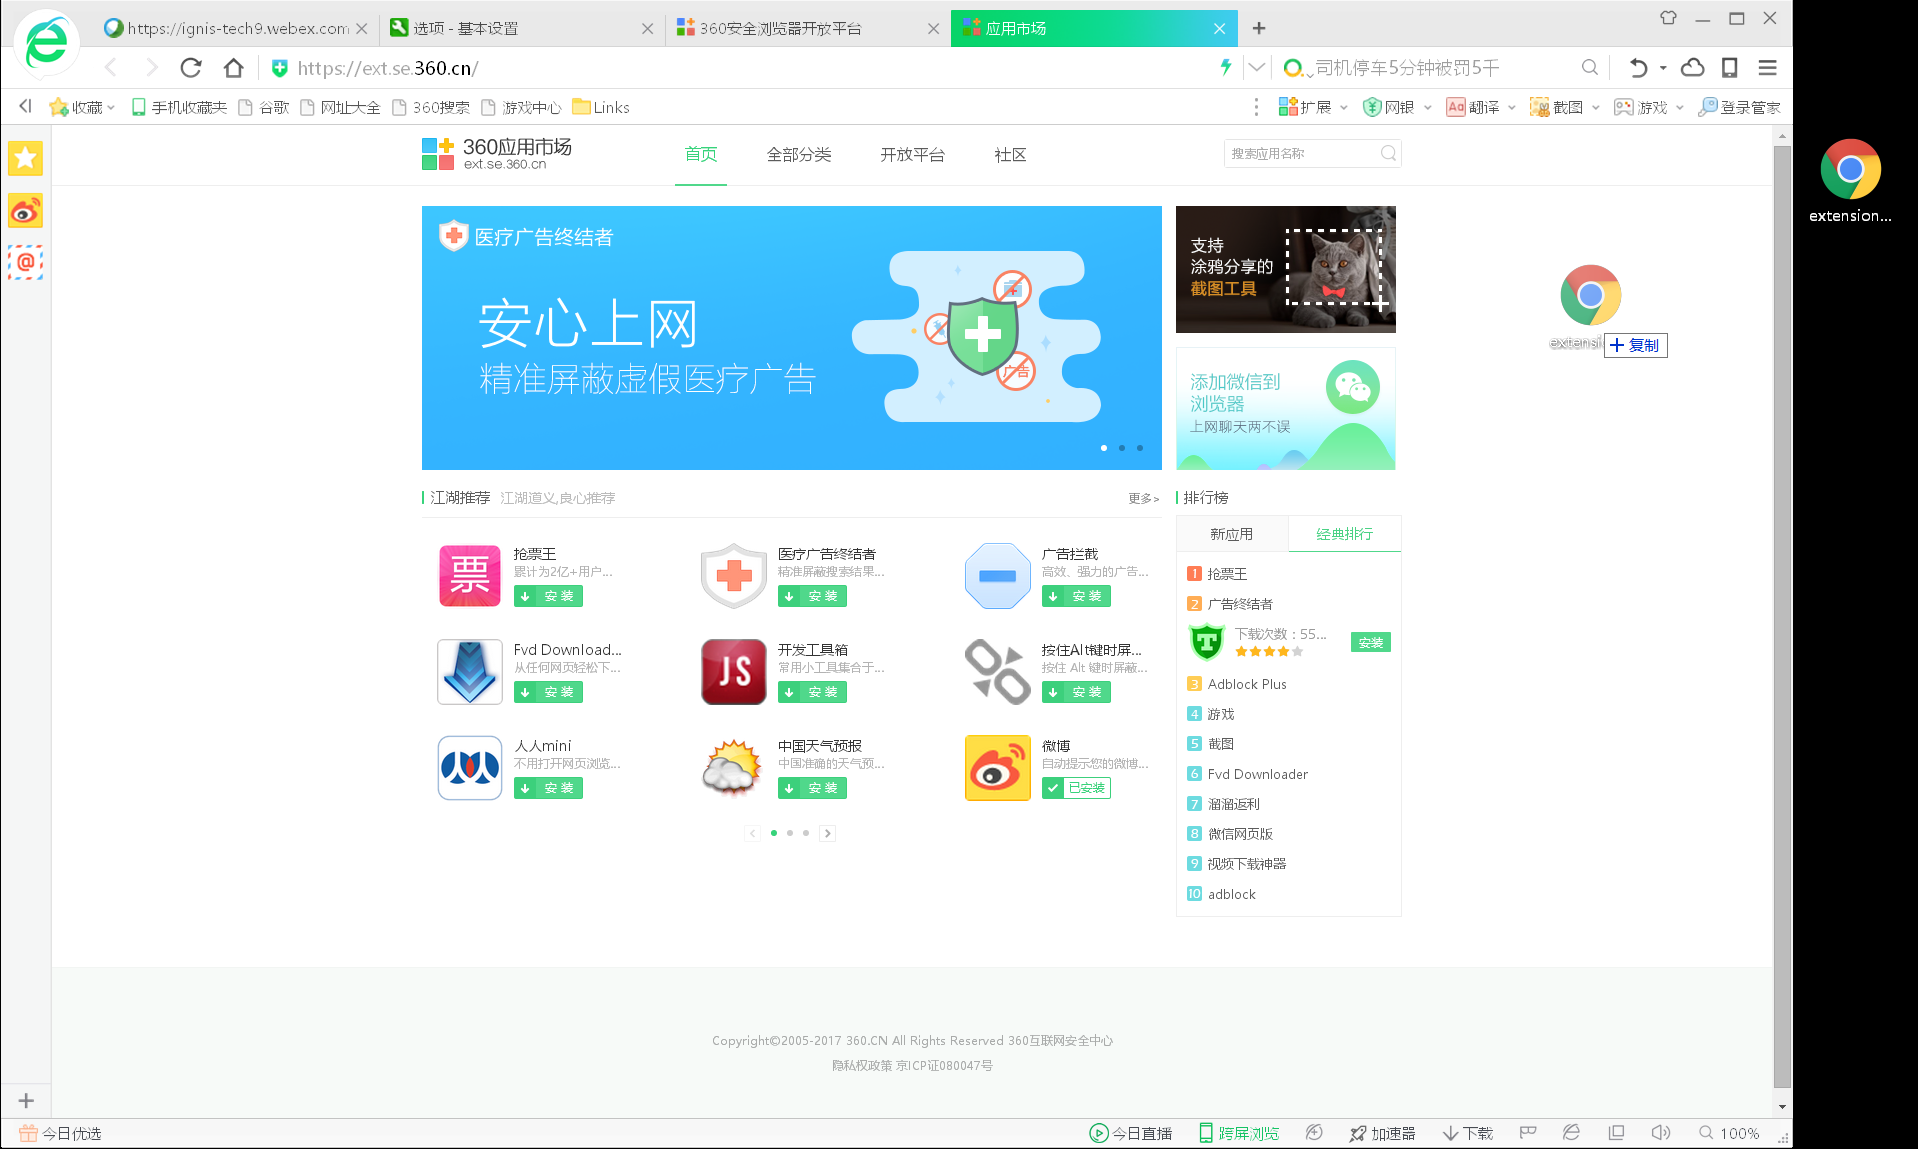 https://ignis-tech9.webex.com
选项 - 基本设置
360安全浏览器开放平台
应用市场
https://ext.se.360.cn/
司机停车5分钟被罚5千
收藏
手机收藏夹
谷歌
网址大全
360搜索
游戏中心
Links
扩展
网银
翻译
截图
游戏
登录管家
360应用市场
ext.se.360.cn
首页
全部分类
开放平台
社区
搜索应用名称
extension...
医疗广告终结者
安心上网
精准屏蔽虚假医疗广告
广告
支持
涂鸦分享的
截图工具
复制
添加微信到
浏览器
上网聊天两不误
江湖推荐 江湖道义,良心推荐
更多>
排行榜
新应用
经典排行
票
抢票王
累计为2亿+用户...
安装
医疗广告终结者
精准屏蔽搜索结果...
安装
广告拦截
高效、强力的广告...
安装
Fvd Download...
从任何网页轻松下...
安装
JS
开发工具箱
常用小工具集合于...
安装
按住Alt键时屏...
按住 Alt 键时屏蔽...
安装
人人mini
不用打开网页浏览...
安装
中国天气预报
中国准确的天气预...
安装
微博
自动提示您的微博...
已安装
1 抢票王
2 广告终结者
下载次数：55...
安装
3 Adblock Plus
4 游戏
5 截图
6 Fvd Downloader
7 溜溜返利
8 微信网页版
9 视频下载神器
10 adblock
Copyright©2005-2017 360.CN All Rights Reserved 360互联网安全中心
隐私权政策 京ICP证080047号
今日优选
今日直播
跨屏浏览
加速器
下载
100%